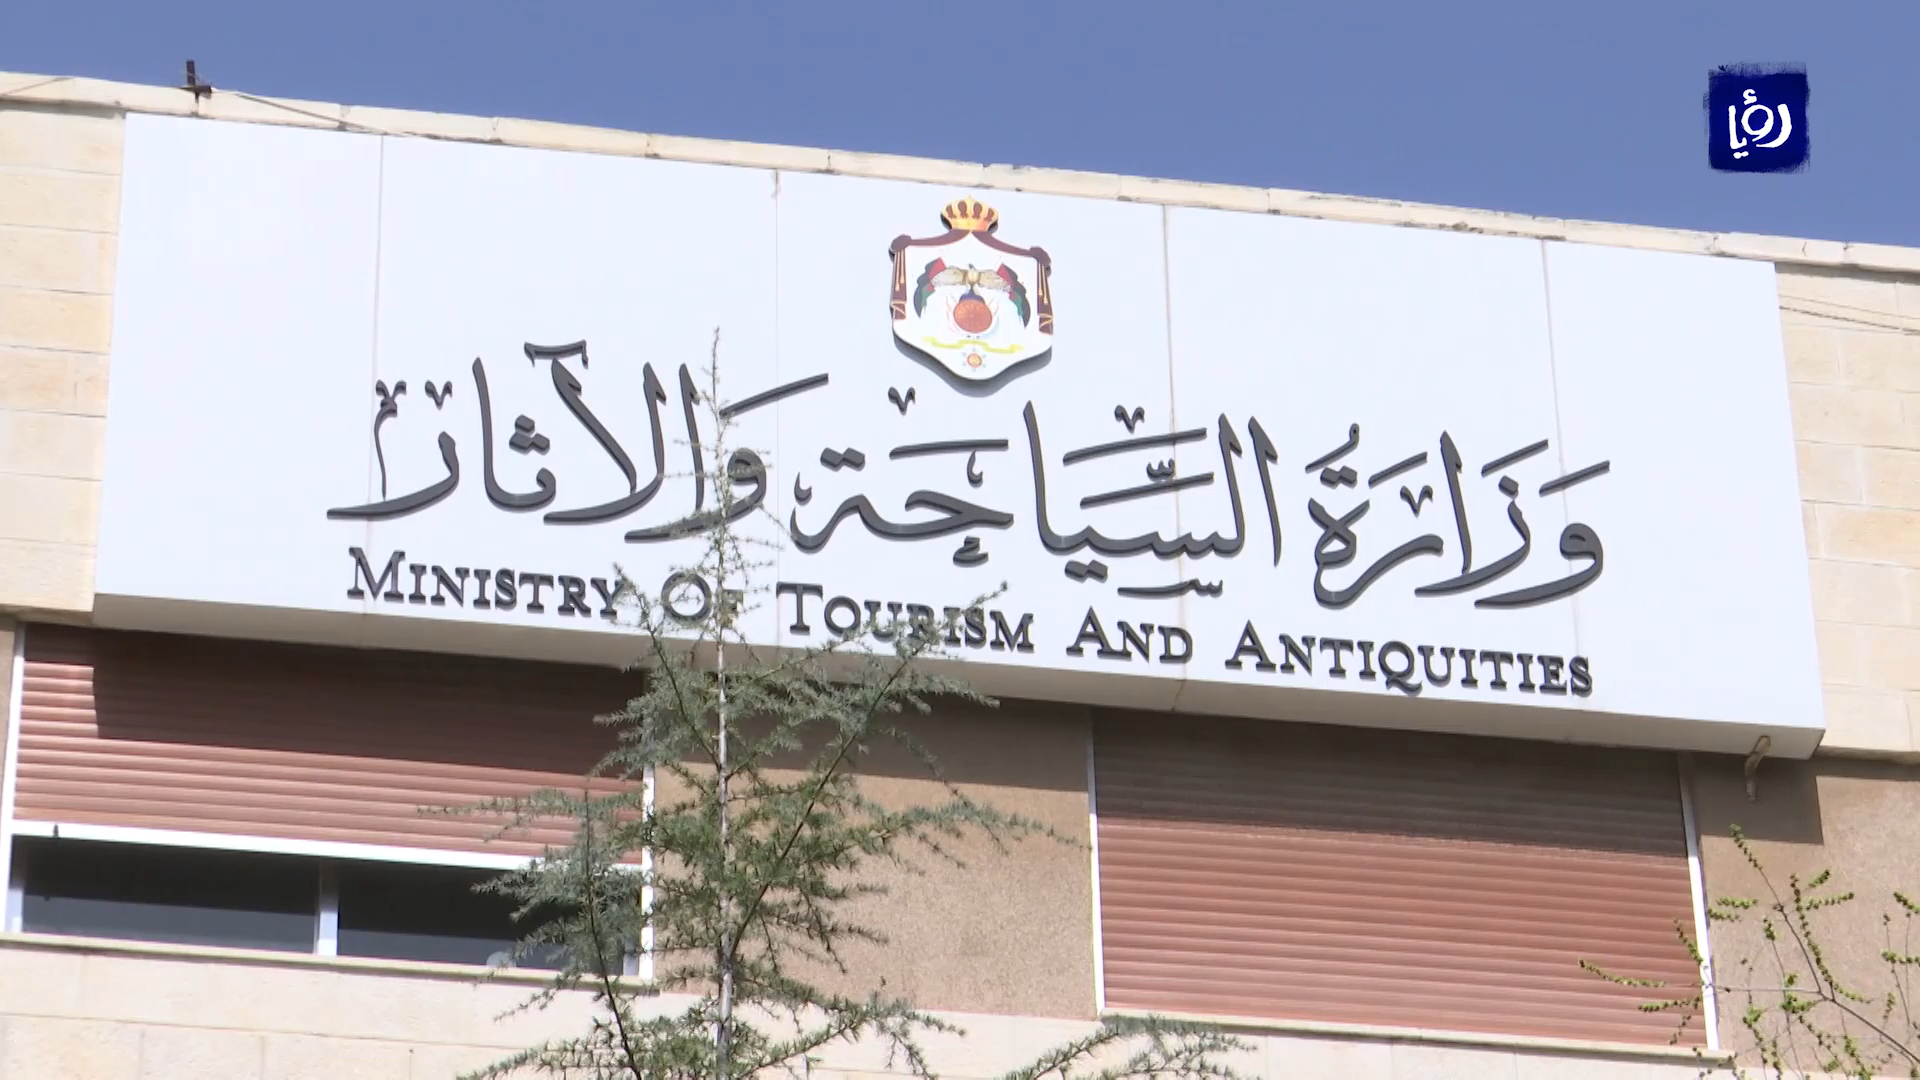 رؤيا
وزارة السياحة والآثار
MINISTRY OF TOURISM AND ANTIQUITIES